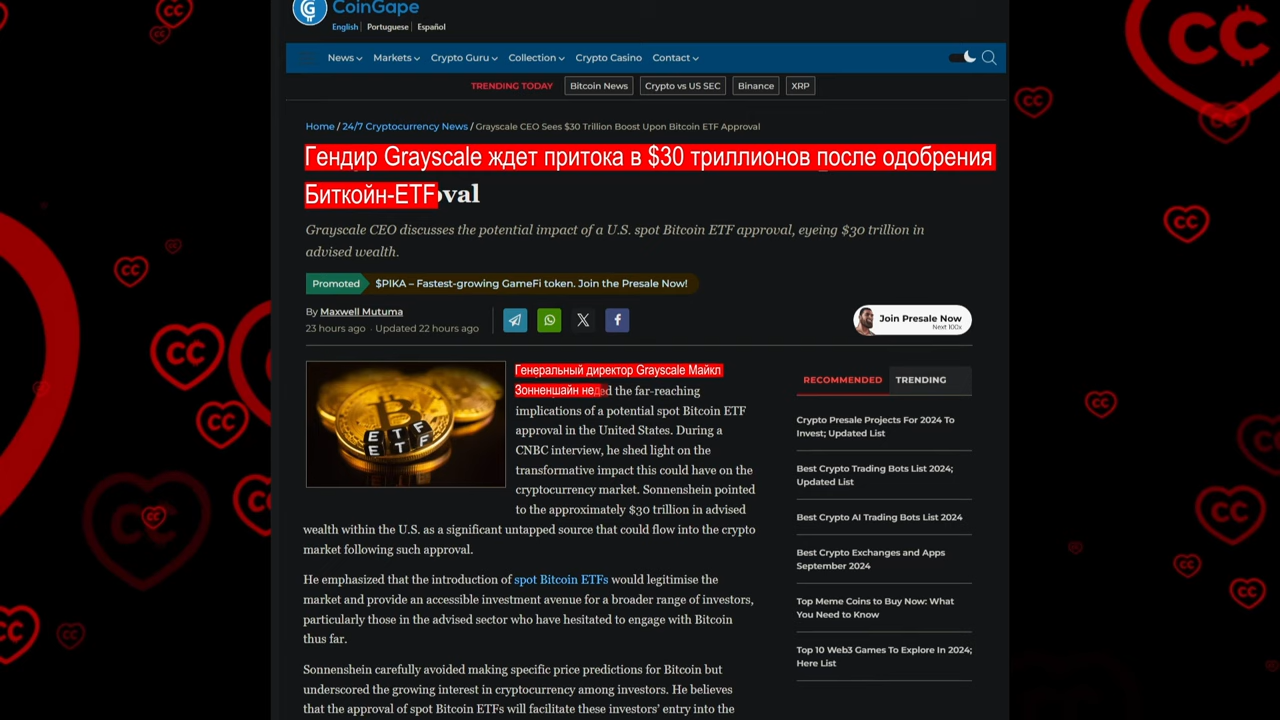 CoinGape
English | Portuguese | Español
News Markets Crypto Guru Collection Crypto Casino Contact
TRENDING TODAY Bitcoin News Crypto vs US SEC Binance XRP
Home / 24/7 Cryptocurrency News / Grayscale CEO Sees $30 Trillion Boost Upon Bitcoin ETF Approval
Гендир Grayscale ждет притока в $30 триллионов после одобрения
Биткойн-ETF oval
Grayscale CEO discusses the potential impact of a U.S. spot Bitcoin ETF approval, eyeing $30 trillion in
advised wealth.
Promoted $PIKA – Fastest-growing GameFi token. Join the Presale Now!
By Maxwell Mutuma
23 hours ago · Updated 22 hours ago
Join Presale Now
Next 100x
ETF
ETF
Генеральный директор Grayscale Майкл
Зонненшайн нед ed the far-reaching
implications of a potential spot Bitcoin ETF
approval in the United States. During a
CNBC interview, he shed light on the
transformative impact this could have on the
cryptocurrency market. Sonnenshein pointed
to the approximately $30 trillion in advised
wealth within the U.S. as a significant untapped source that could flow into the crypto
market following such approval.
He emphasized that the introduction of spot Bitcoin ETFs would legitimise the
market and provide an accessible investment avenue for a broader range of investors,
particularly those in the advised sector who have hesitated to engage with Bitcoin
thus far.
Sonnenshein carefully avoided making specific price predictions for Bitcoin but
underscored the growing interest in cryptocurrency among investors. He believes
that the approval of spot Bitcoin ETFs will facilitate these investors' entry into the
RECOMMENDED TRENDING
Crypto Presale Projects For 2024 To
Invest; Updated List
Best Crypto Trading Bots List 2024;
Updated List
Best Crypto AI Trading Bots List 2024
Best Crypto Exchanges and Apps
September 2024
Top Meme Coins to Buy Now: What
You Need to Know
Top 10 Web3 Games To Explore In 2024;
Here List
CC
CC
CC
CC
CC
CC
CC
CC
CC
CC
CC